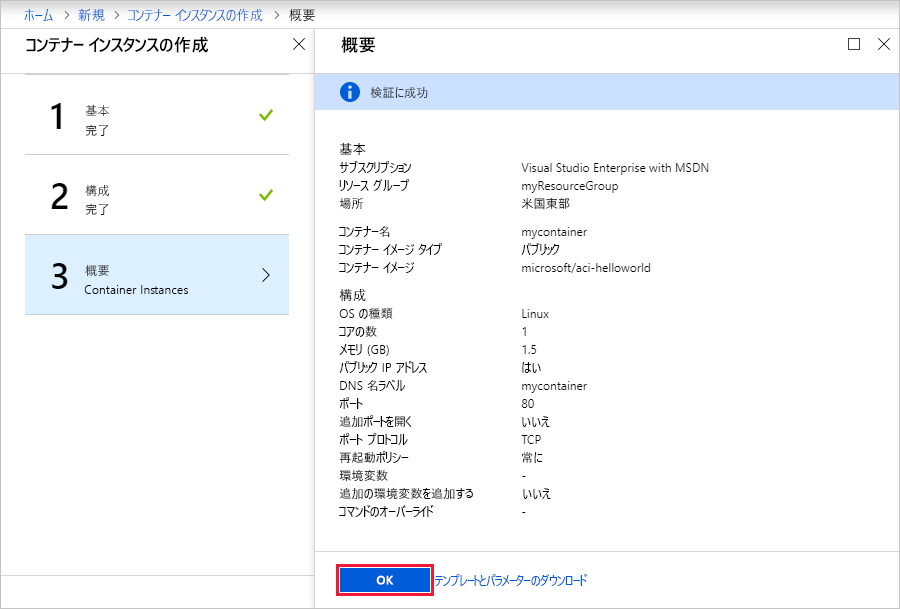 ホーム > 新規 > コンテナー インスタンスの作成 > 概要
コンテナー インスタンスの作成
1
基本
完了
2
構成
完了
3
概要
Container Instances
概要
検証に成功
基本
サブスクリプション Visual Studio Enterprise with MSDN
リソース グループ myResourceGroup
場所 米国東部
コンテナー名 mycontainer
コンテナー イメージ タイプ パブリック
コンテナー イメージ microsoft/aci-helloworld
構成
OS の種類 Linux
コアの数 1
メモリ (GB) 1.5
パブリック IP アドレス はい
DNS 名ラベル mycontainer
ポート 80
追加ポートを開く いいえ
ポート プロトコル TCP
再起動ポリシー 常に
環境変数 -
追加の環境変数を追加する いいえ
コマンドのオーバーライド -
OK テンプレートとパラメーターのダウンロード